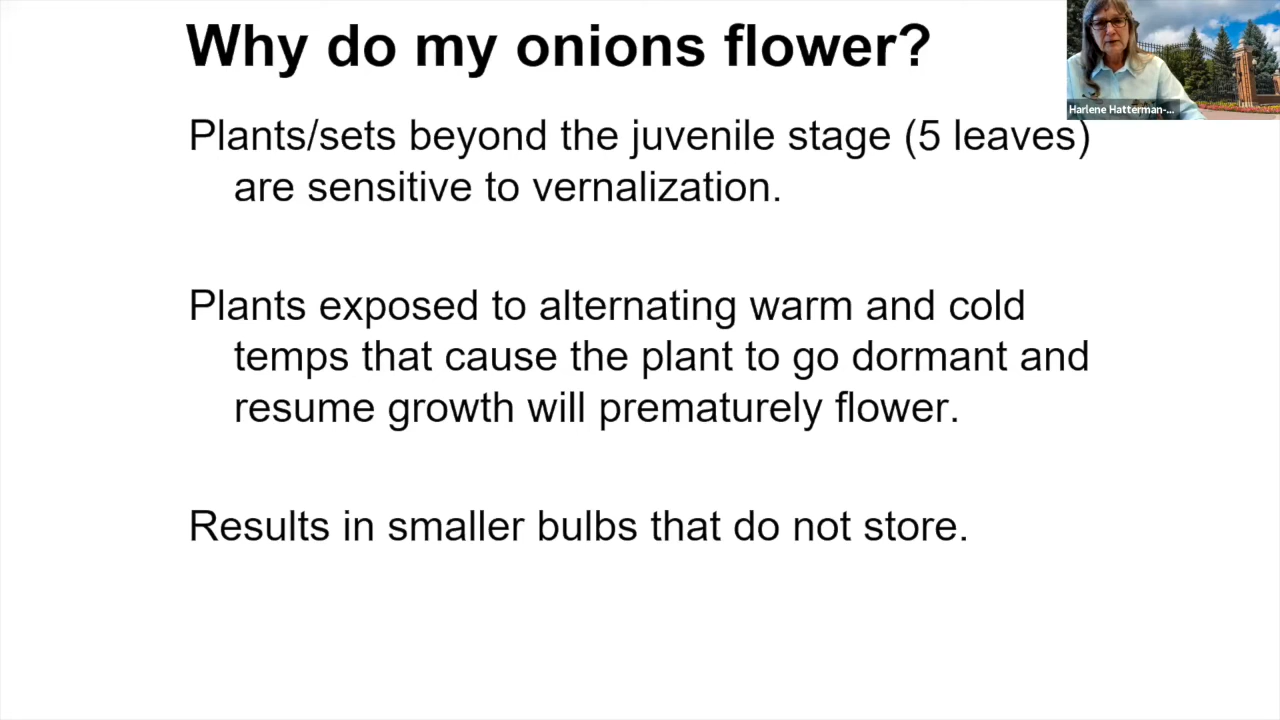 Why do my onions flower?
Harlene Hatterman-...
Plants/sets beyond the juvenile stage (5 leaves)
are sensitive to vernalization.
Plants exposed to alternating warm and cold
temps that cause the plant to go dormant and
resume growth will prematurely flower.
Results in smaller bulbs that do not store.